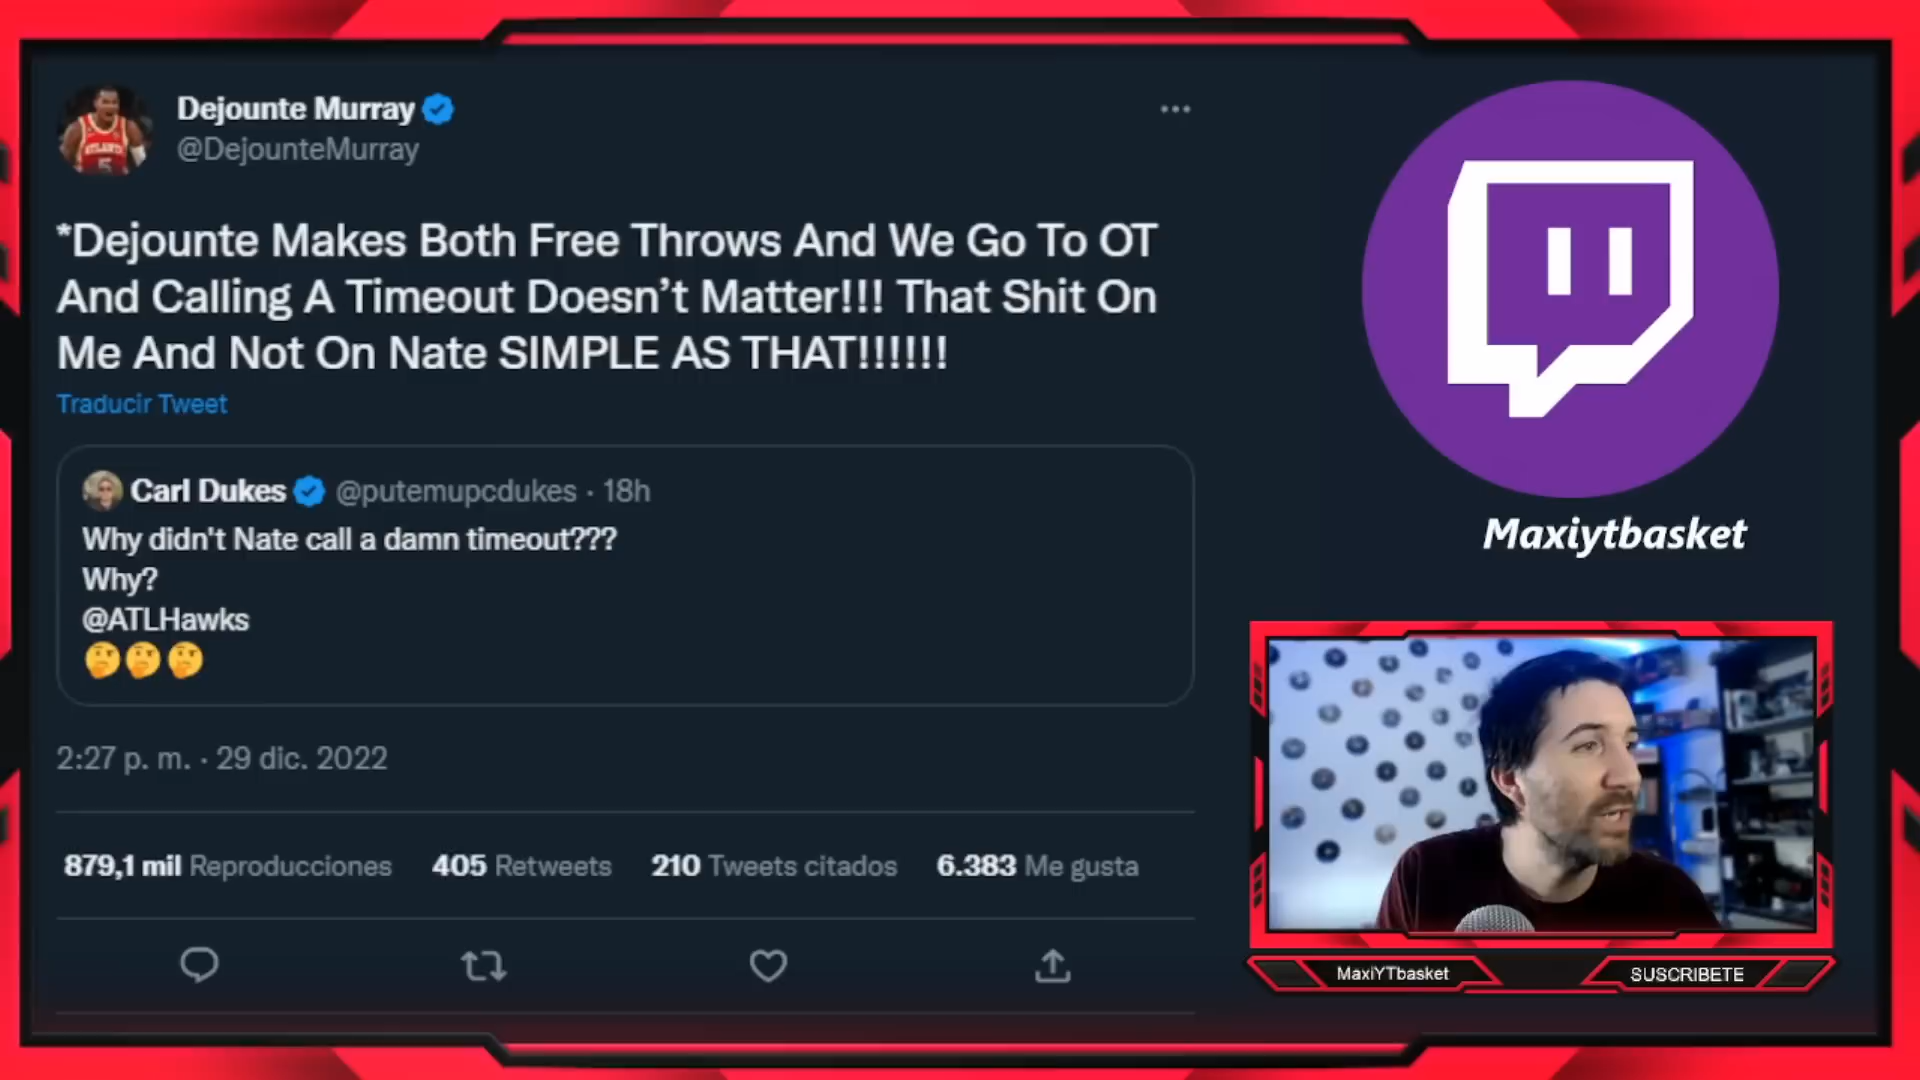 Dejounte Murray
@DejounteMurray
*Dejounte Makes Both Free Throws And We Go To OT
And Calling A Timeout Doesn’t Matter!!! That Shit On
Me And Not On Nate SIMPLE AS THAT!!!!!!
Traducir Tweet
Carl Dukes @putemupcdukes · 18h
Why didn't Nate call a damn timeout???
Why?
@ATLHawks
🤔🤔🤔
2:27 p. m. · 29 dic. 2022
879,1 mil Reproducciones 405 Retweets 210 Tweets citados 6.383 Me gusta
Maxiytbasket
MaxiYTbasket
SUSCRIBETE
ATLANTA
5